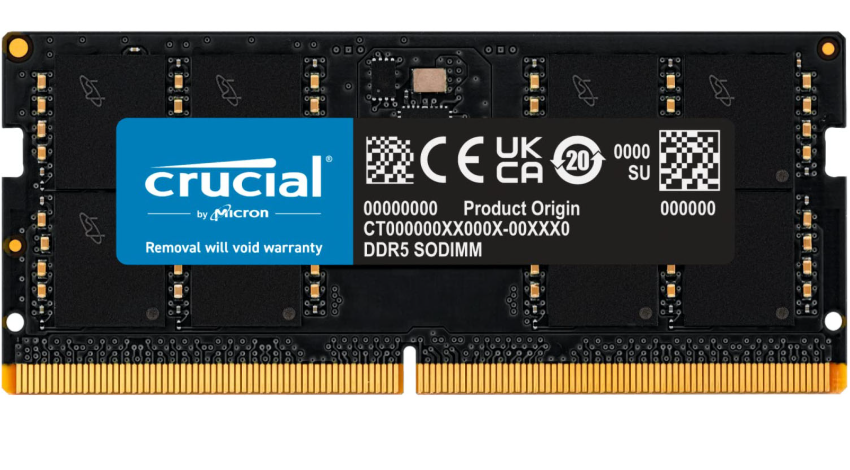 crucial®
by Micron
Removal will void warranty
UK
CA
20
0000
SU
00000000 Product Origin
000000
CT000000XX000X-00XXX0
DDR5 SODIMM